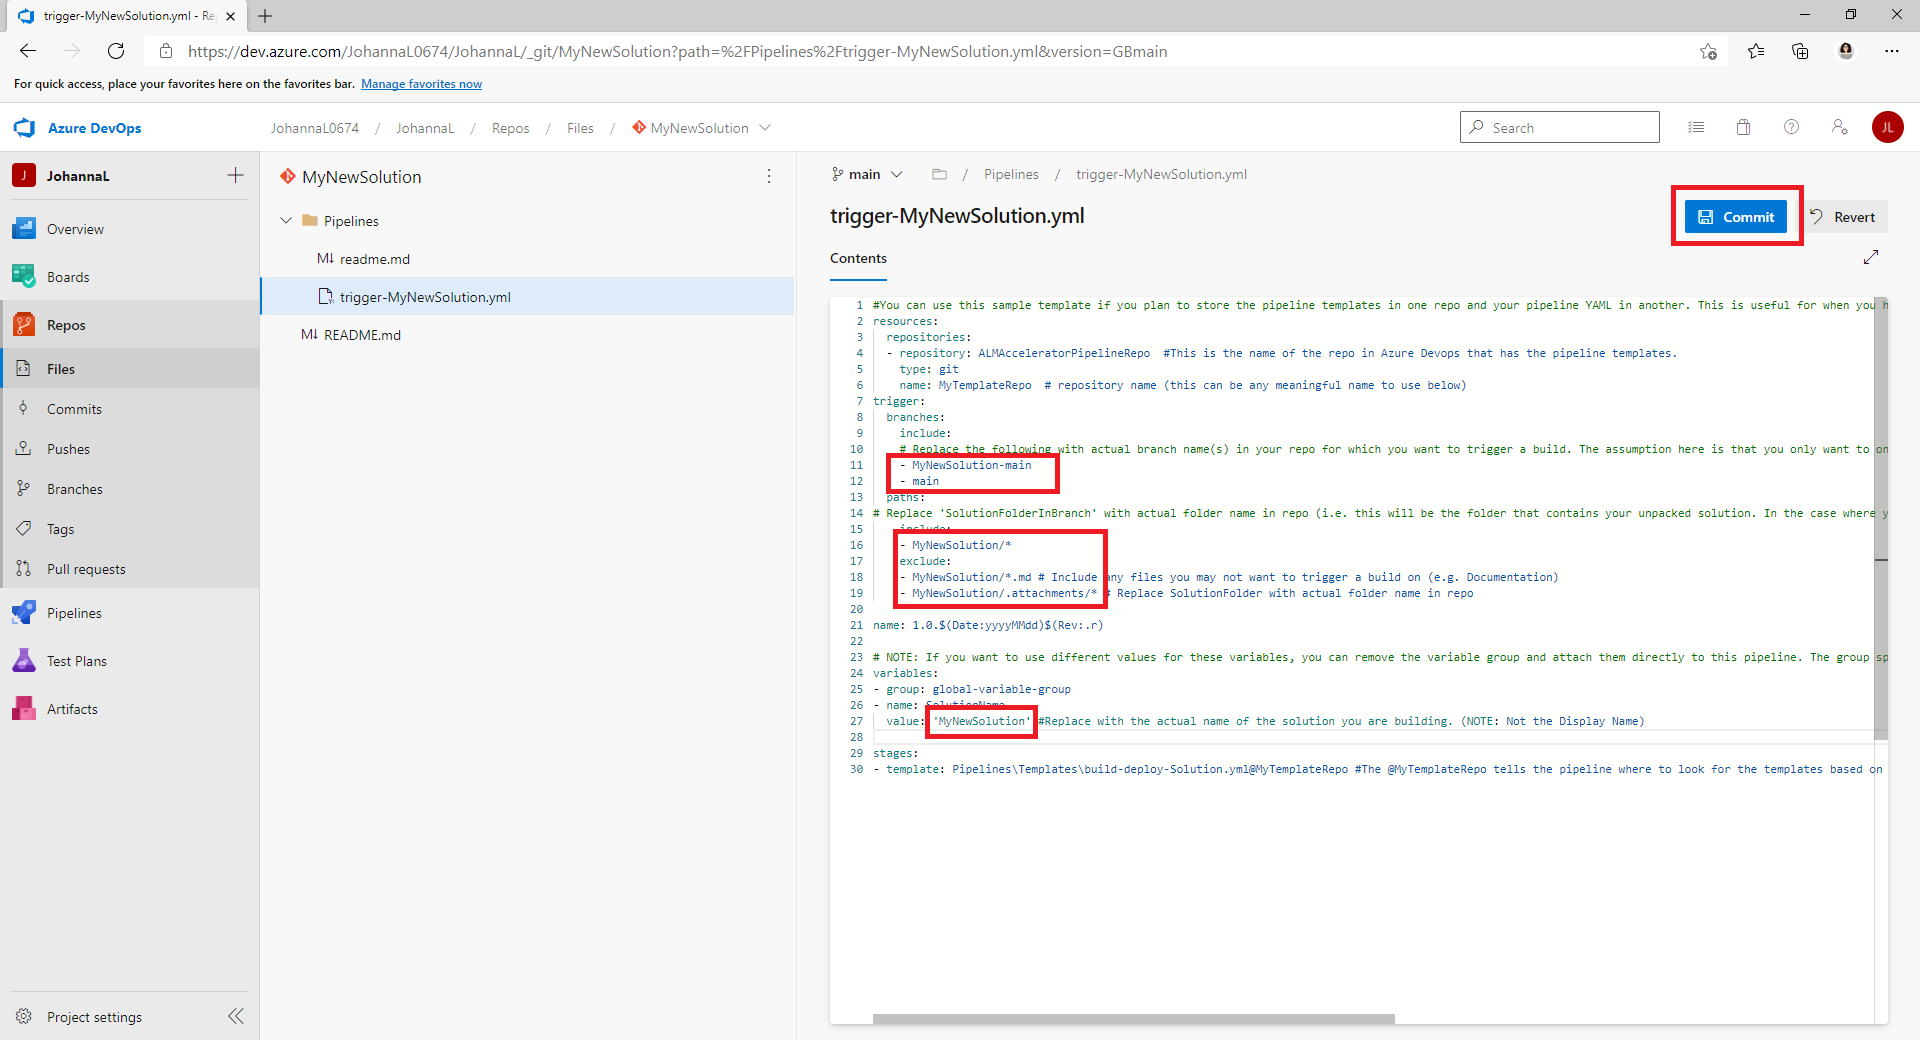 trigger-MyNewSolution.yml - Re
https://dev.azure.com/JohannaL0674/JohannaL/_git/MyNewSolution?path=%2FPipelines%2Ftrigger-MyNewSolution.yml&version=GBmain
For quick access, place your favorites here on the favorites bar. Manage favorites now
Azure DevOps
JohannaL0674 / JohannaL / Repos / Files / MyNewSolution
Search
JL
J JohannaL
Overview
Boards
Repos
Files
Commits
Pushes
Branches
Tags
Pull requests
Pipelines
Test Plans
Artifacts
Project settings
MyNewSolution
Pipelines
M↓ readme.md
trigger-MyNewSolution.yml
M↓ README.md
main / Pipelines / trigger-MyNewSolution.yml
trigger-MyNewSolution.yml
Commit
Revert
Contents
1 #You can use this sample template if you plan to store the pipeline templates in one repo and your pipeline YAML in another. This is useful for when you h
2 resources:
3 repositories:
4 - repository: ALMAcceleratorPipelineRepo #This is the name of the repo in Azure Devops that has the pipeline templates.
5 type: git
6 name: MyTemplateRepo # repository name (this can be any meaningful name to use below)
7 trigger:
8 branches:
9 include:
10 # Replace the following with actual branch name(s) in your repo for which you want to trigger a build. The assumption here is that you only want to on
11 - MyNewSolution-main
12 - main
13 paths:
14 # Replace 'SolutionFolderInBranch' with actual folder name in repo (i.e. this will be the folder that contains your unpacked solution. In the case where y
15 include:
16 - MyNewSolution/*
17 exclude:
18 - MyNewSolution/*.md # Include any files you may not want to trigger a build on (e.g. Documentation)
19 - MyNewSolution/.attachments/* # Replace SolutionFolder with actual folder name in repo
20
21 name: 1.0.$(Date:yyyyMMdd)$(Rev:.r)
22
23 # NOTE: If you want to use different values for these variables, you can remove the variable group and attach them directly to this pipeline. The group sp
24 variables:
25 - group: global-variable-group
26 - name: SolutionName
27 value: 'MyNewSolution' #Replace with the actual name of the solution you are building. (NOTE: Not the Display Name)
28
29 stages:
30 - template: Pipelines\Templates\build-deploy-Solution.yml@MyTemplateRepo #The @MyTemplateRepo tells the pipeline where to look for the templates based on